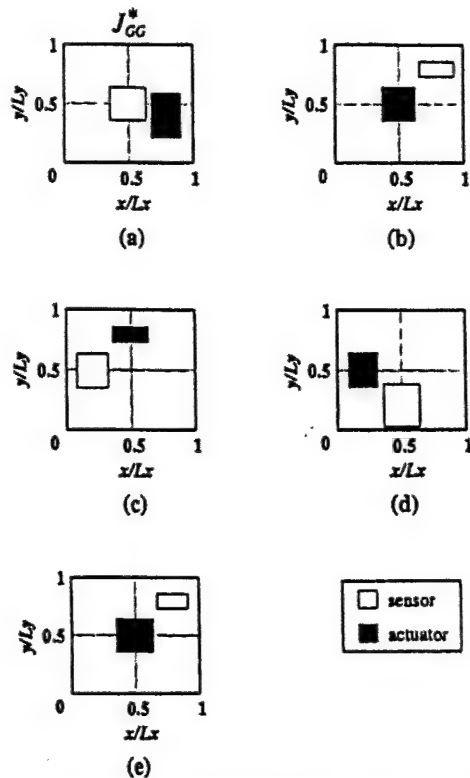 J*GG
1
y/Ly
0.5
0
0.5
1
x/Lx
(a)
1
y/Ly
0.5
0
0.5
1
x/Lx
(b)
1
y/Ly
0.5
0
0.5
1
x/Lx
(c)
1
y/Ly
0.5
0
0.5
1
x/Lx
(d)
1
y/Ly
0.5
0
0.5
1
x/Lx
(e)
sensor
actuator